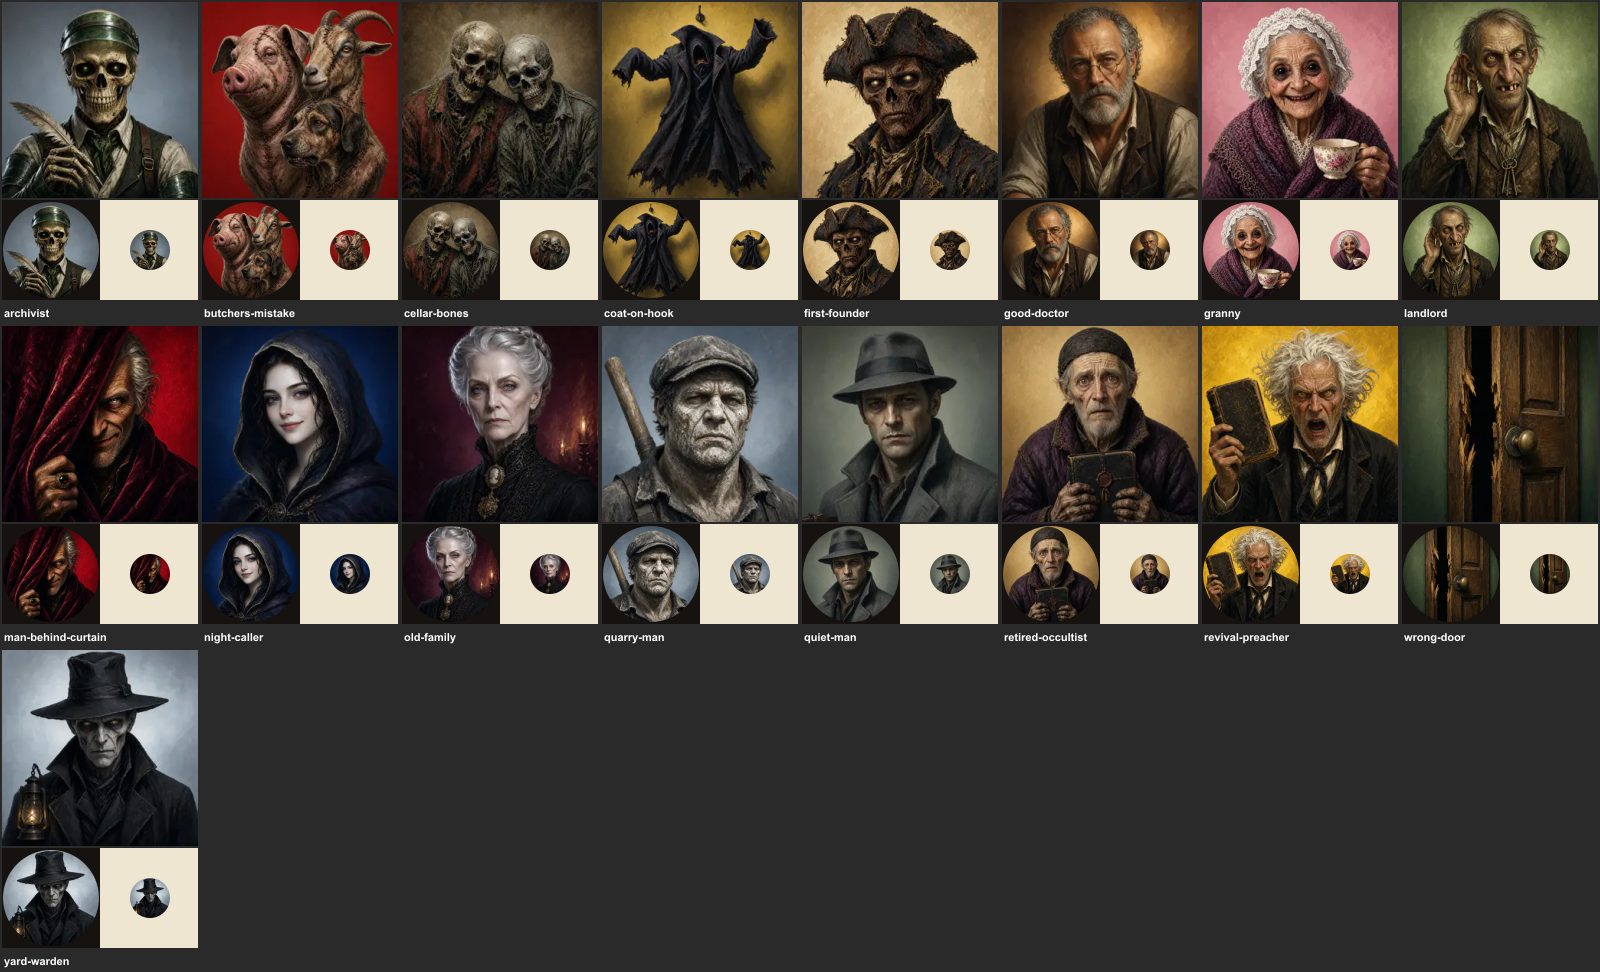 archivist
butchers-mistake
cellar-bones
coat-on-hook
first-founder
good-doctor
granny
landlord
man-behind-curtain
night-caller
old-family
quarry-man
quiet-man
retired-occultist
revival-preacher
wrong-door
yard-warden